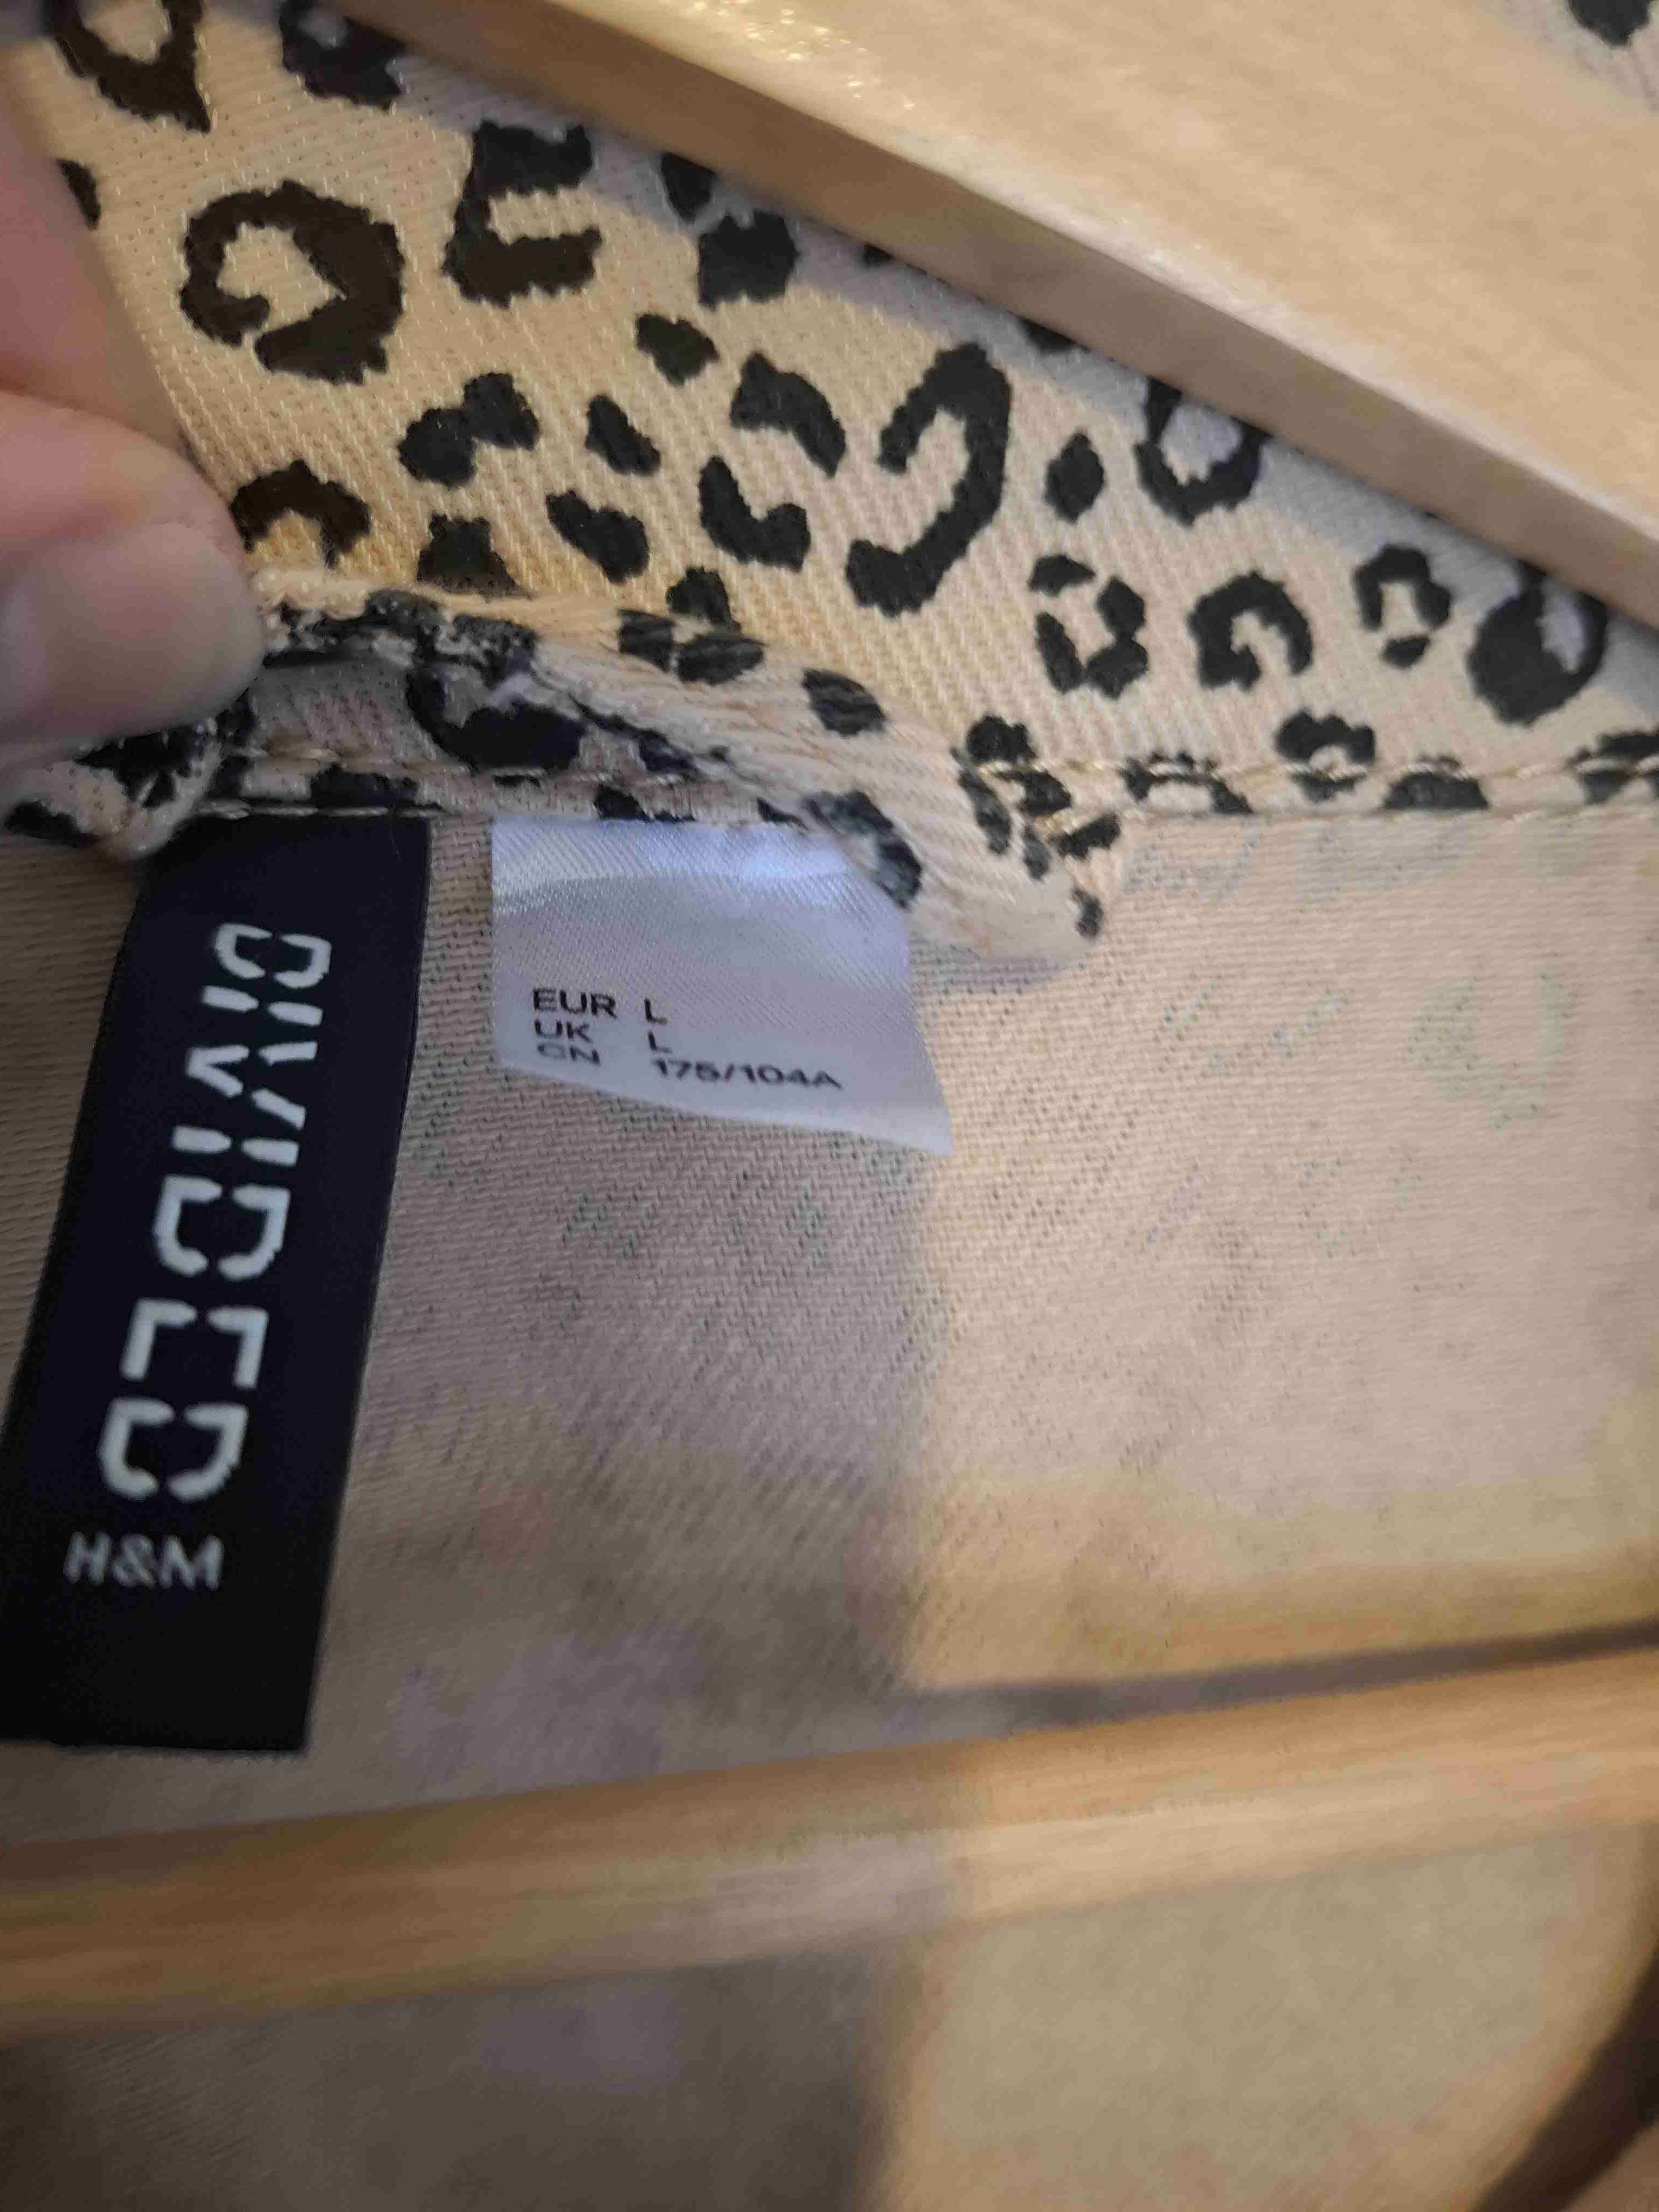 DIVIDED
H&M
EUR L
UK L
CN 175/104A